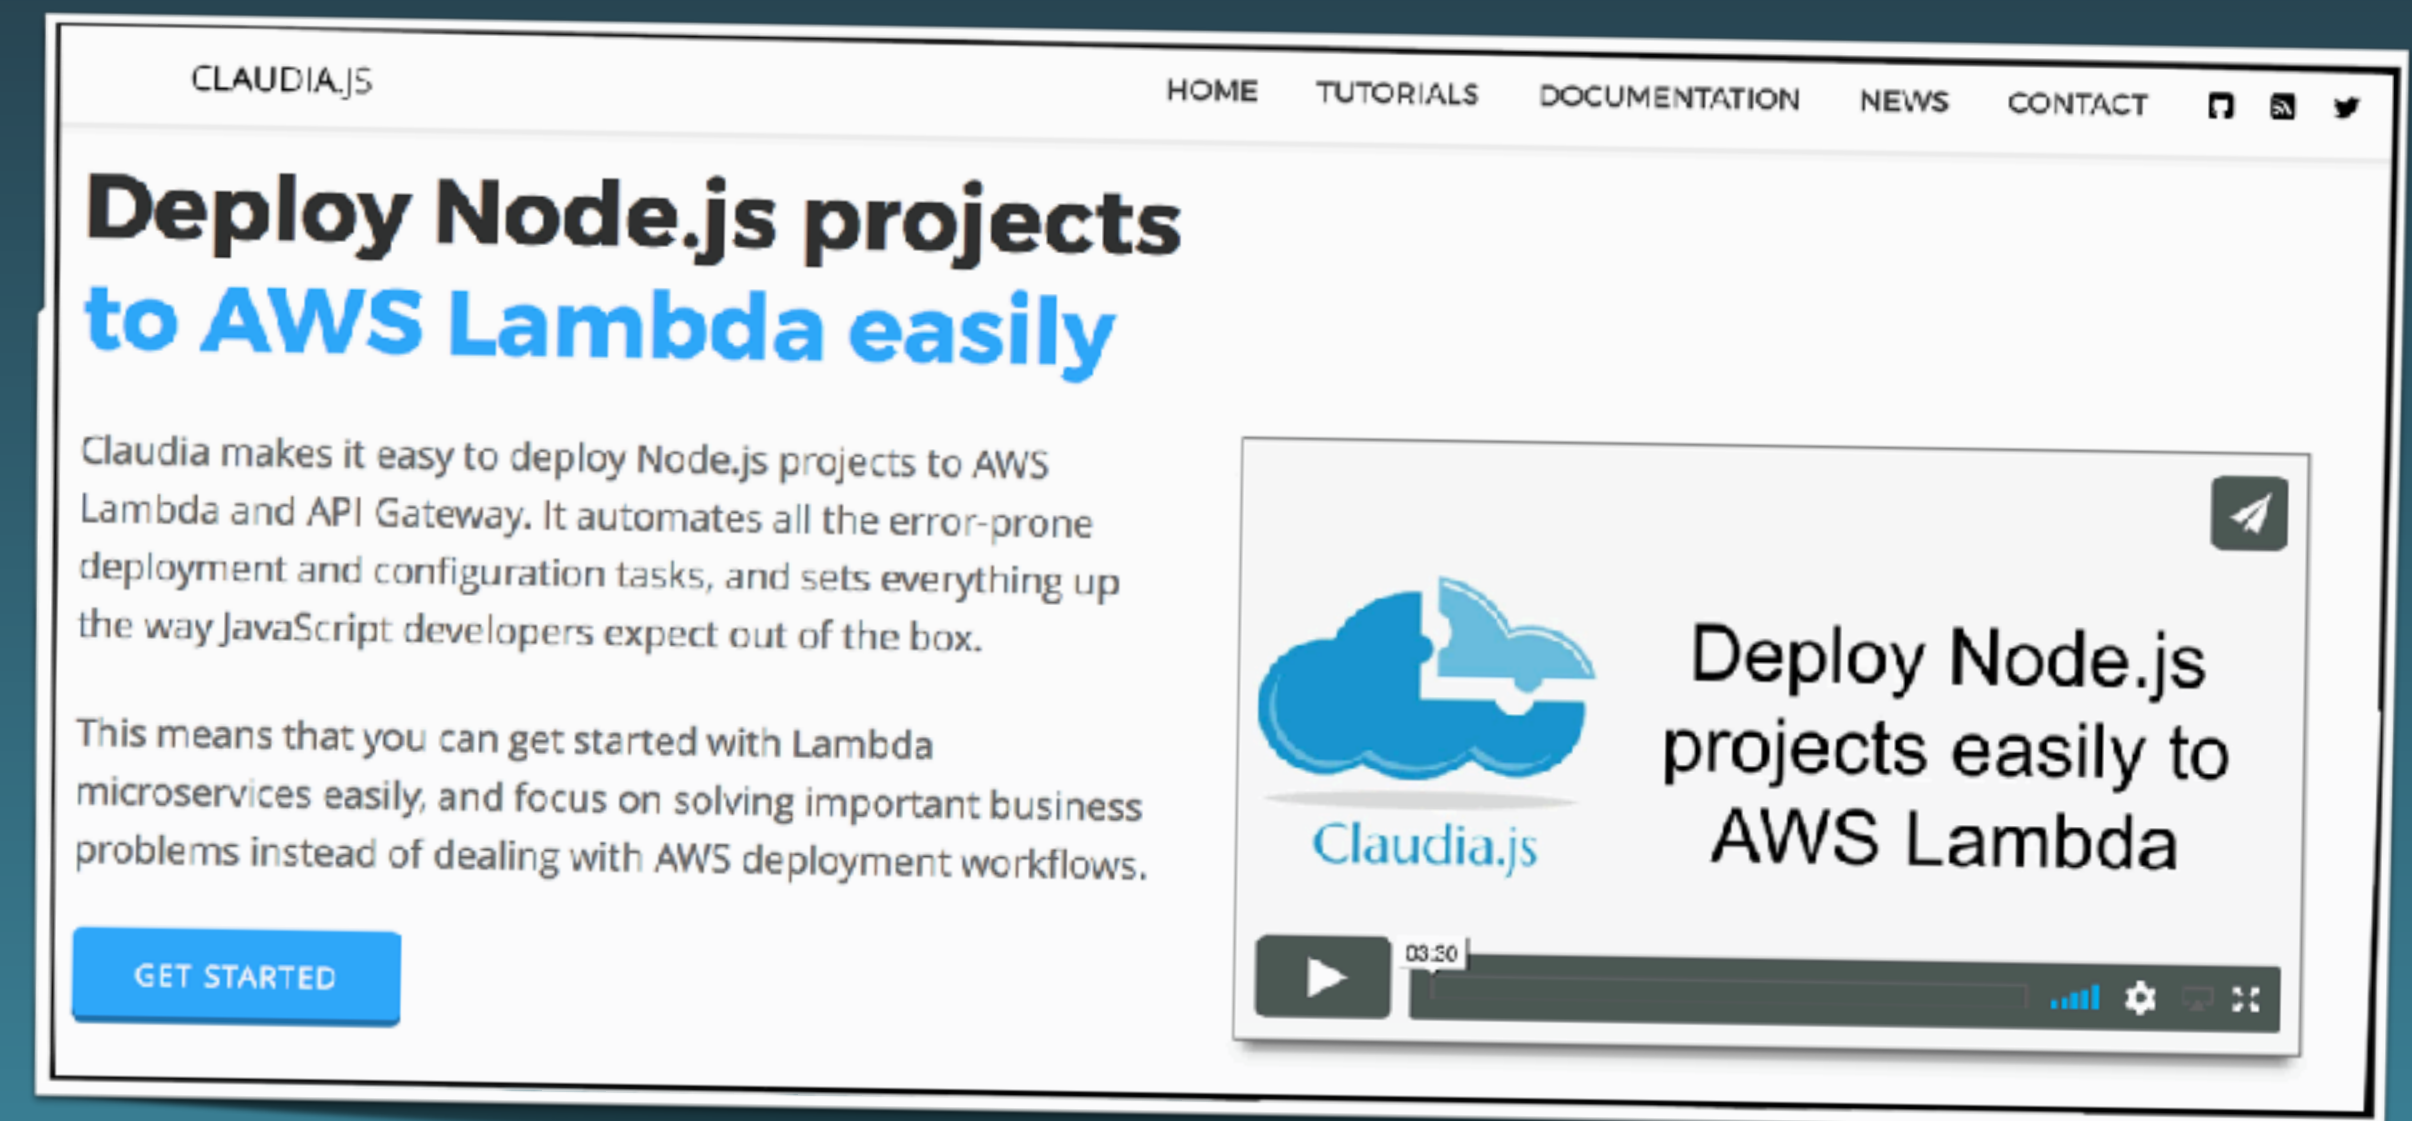 CLAUDIA.JS
HOME TUTORIALS DOCUMENTATION NEWS CONTACT
Deploy Node.js projects
to AWS Lambda easily
Claudia makes it easy to deploy Node.js projects to AWS
Lambda and API Gateway. It automates all the error-prone
deployment and configuration tasks, and sets everything up
the way JavaScript developers expect out of the box.
This means that you can get started with Lambda
microservices easily, and focus on solving important business
problems instead of dealing with AWS deployment workflows.
GET STARTED
Claudia.js
Deploy Node.js
projects easily to
AWS Lambda
03:30